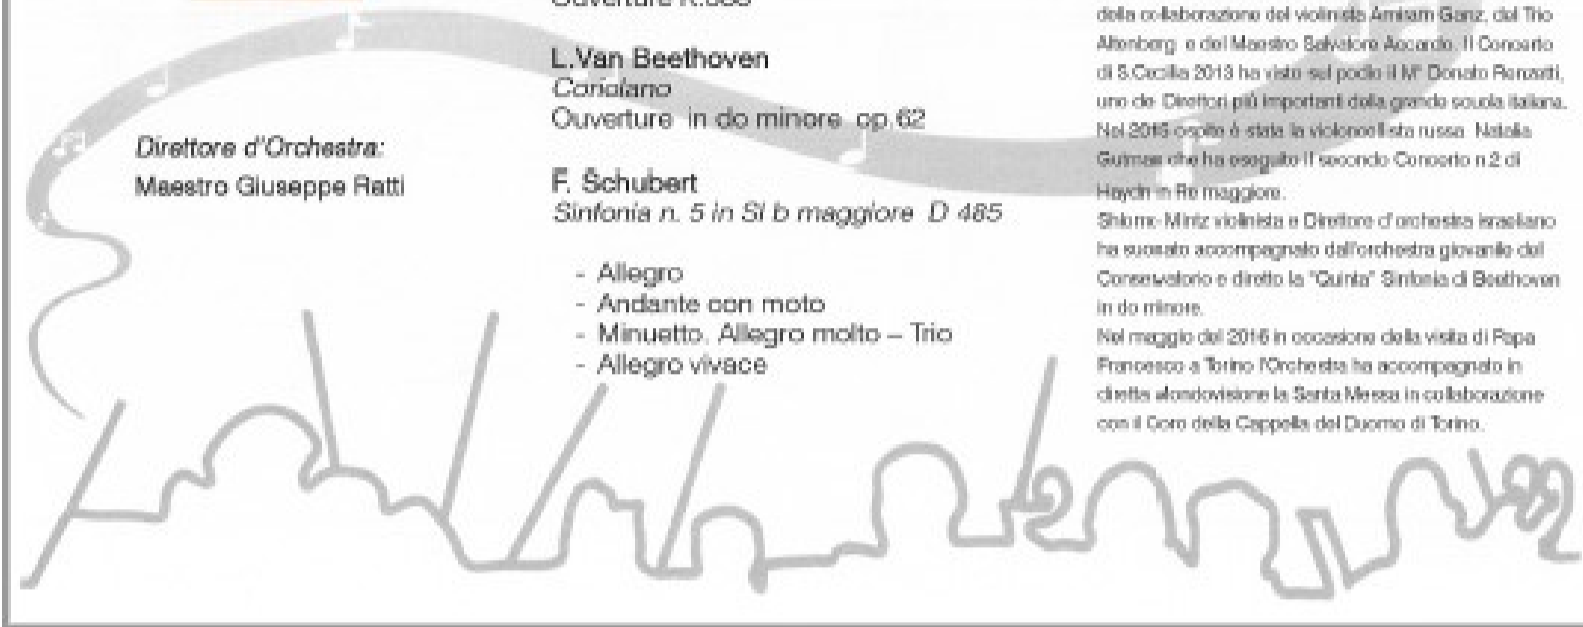 Direttore d'Orchestra:
Maestro Giuseppe Ratti
Ouverture K.588
L.Van Beethoven
Coriolano
Ouverture in do minore op.62
F. Schubert
Sinfonia n. 5 in Si b maggiore D 485
- Allegro
- Andante con moto
- Minuetto. Allegro molto – Trio
- Allegro vivace
della collaborazione del violinista Amiram Ganz, del Trio
Altenberg e del Maestro Salvatore Accardo. Il Concerto
di S.Cecilia 2013 ha visto sul podio il M° Donato Renzetti,
uno dei Direttori più importanti della grande scuola italiana.
Nel 2015 ospite è stata la violoncellista russa Natalia
Gutman che ha eseguito il secondo Concerto n.2 di
Haydn in Re maggiore.
Shlomo Mintz violinista e Direttore d'orchestra israeliano
ha suonato accompagnato dall'orchestra giovanile del
Conservatorio e diretto la "Quinta" Sinfonia di Beethoven
in do minore.
Nel maggio del 2016 in occasione della visita di Papa
Francesco a Torino l'Orchestra ha accompagnato in
diretta Mondovisione la Santa Messa in collaborazione
con il Coro della Cappella del Duomo di Torino.